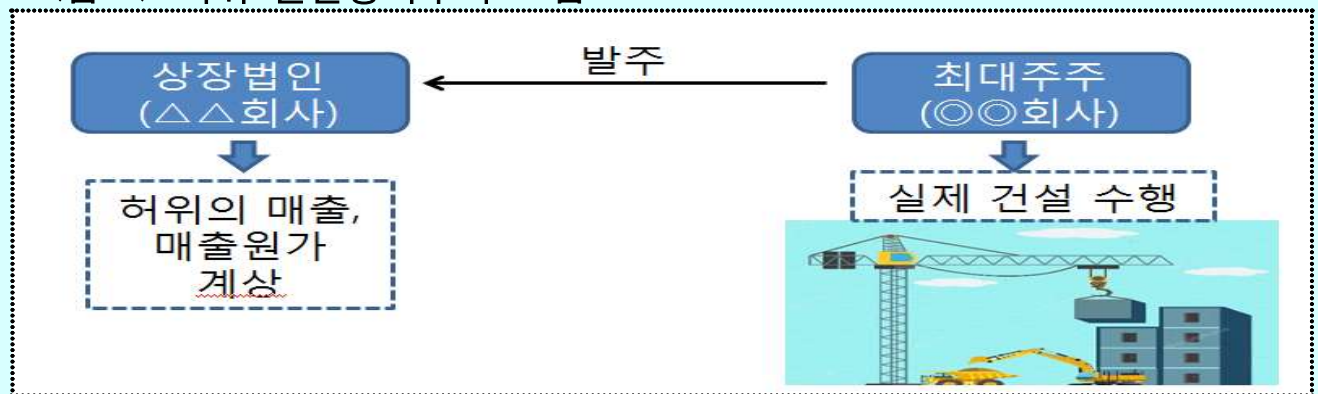 발주
상장법인
(△△회사)
최대주주
(◎◎회사)
허위의 매출,
매출원가
계상
실제 건설 수행